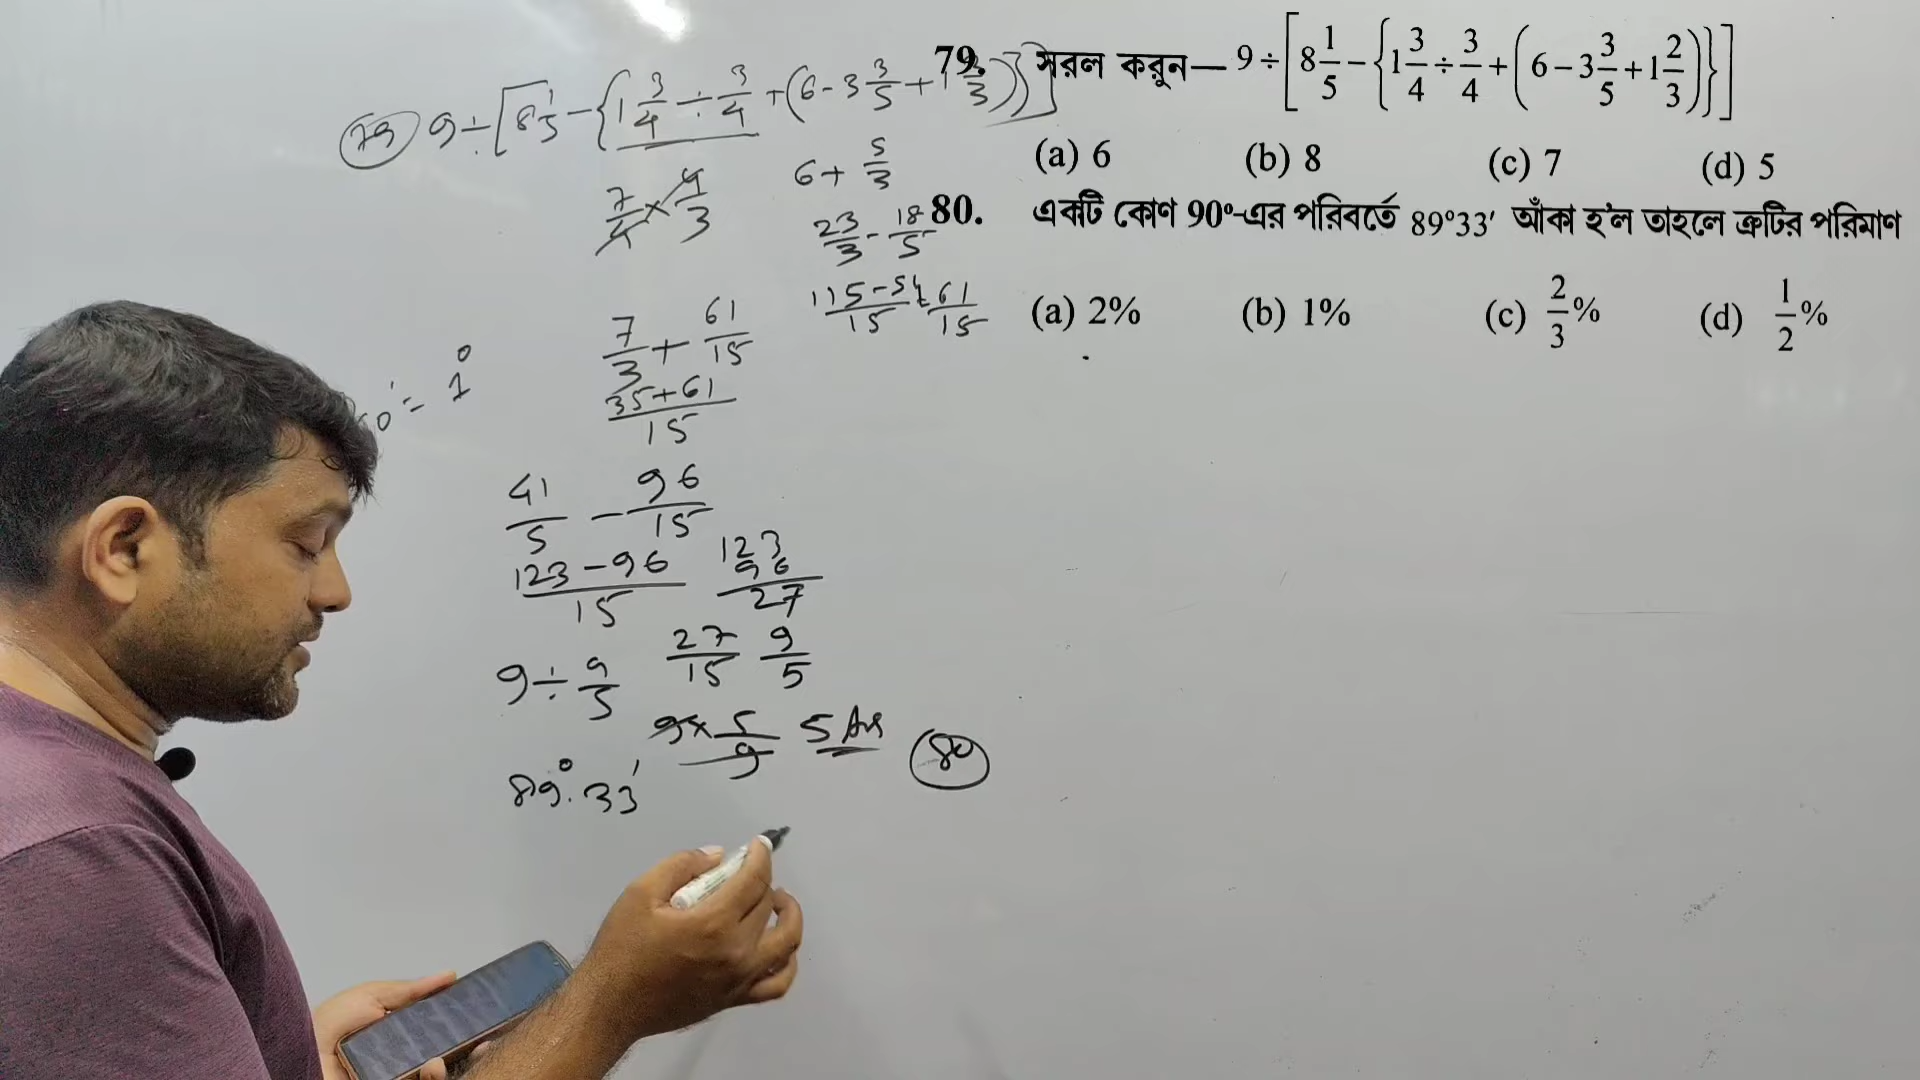 79. সরল করুন— 9 ÷ [8 1/5 − {1 3/4 ÷ 3/4 + (6 − 3 3/5 + 1 2/3)}]
(a) 6 (b) 8 (c) 7 (d) 5
80. একটি কোণ 90°-এর পরিবর্তে 89°33′ আঁকা হ'ল তাহলে ত্রুটির পরিমাণ
(a) 2% (b) 1% (c) 2/3% (d) 1/2%
79 9 ÷ [8 1/5 − {1 3/4 ÷ 3/4 + (6 − 3 3/5 + 1 2/3)}]
7/4 × 4/3
6 + 5/3
23/3 − 18/5
115 − 54/15 61/15
7/3 + 61/15
35 + 61/15
60′ = 1°
41/5 − 96/15
123 − 96/15
123
96
27
27/15 9/5
9 ÷ 9/5
9 × 5/9 5 Ans
80
89° . 33′